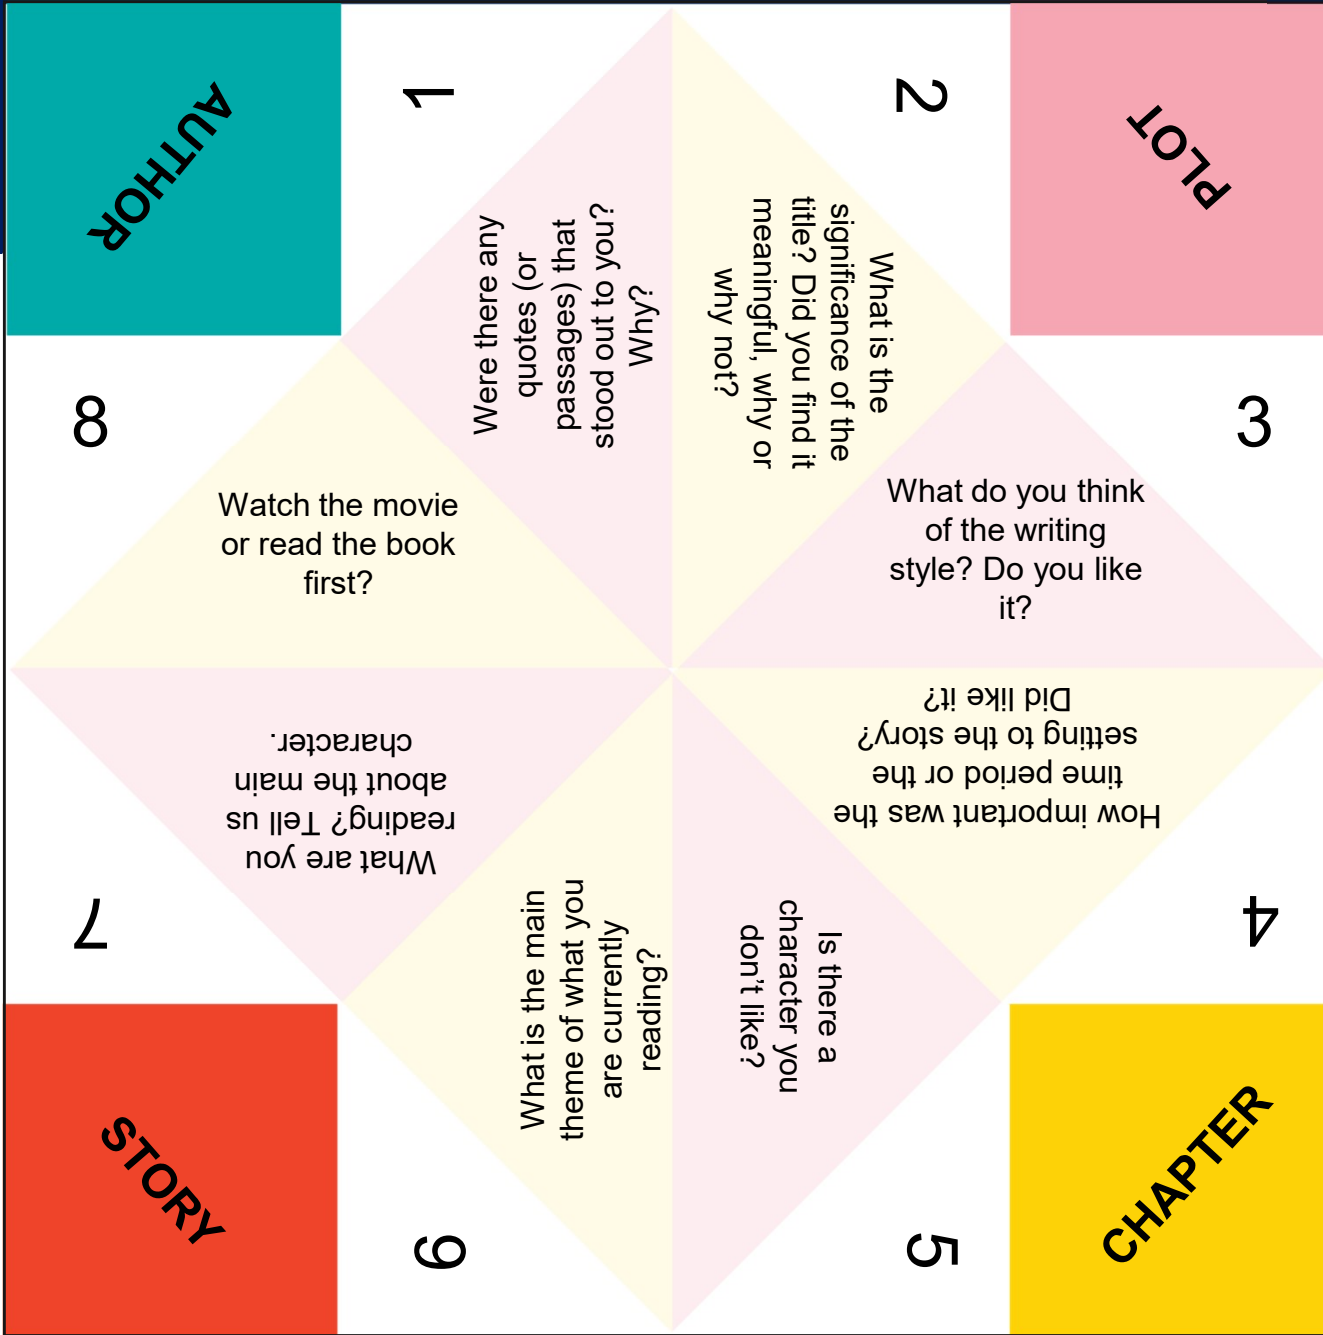 AUTHOR
1
2
PLOT
Were there any
quotes (or
passages) that
stood out to you?
Why?
What is the
significance of the
title? Did you find it
meaningful, why or
why not?
8
3
Watch the movie
or read the book
first?
What do you think
of the writing
style? Do you like
it?
What are you
reading? Tell us
about the main
character.
How important was the
time period or the
setting to the story?
Did like it?
7
4
What is the main
theme of what you
are currently
reading?
Is there a
character you
don't like?
STORY
6
5
CHAPTER